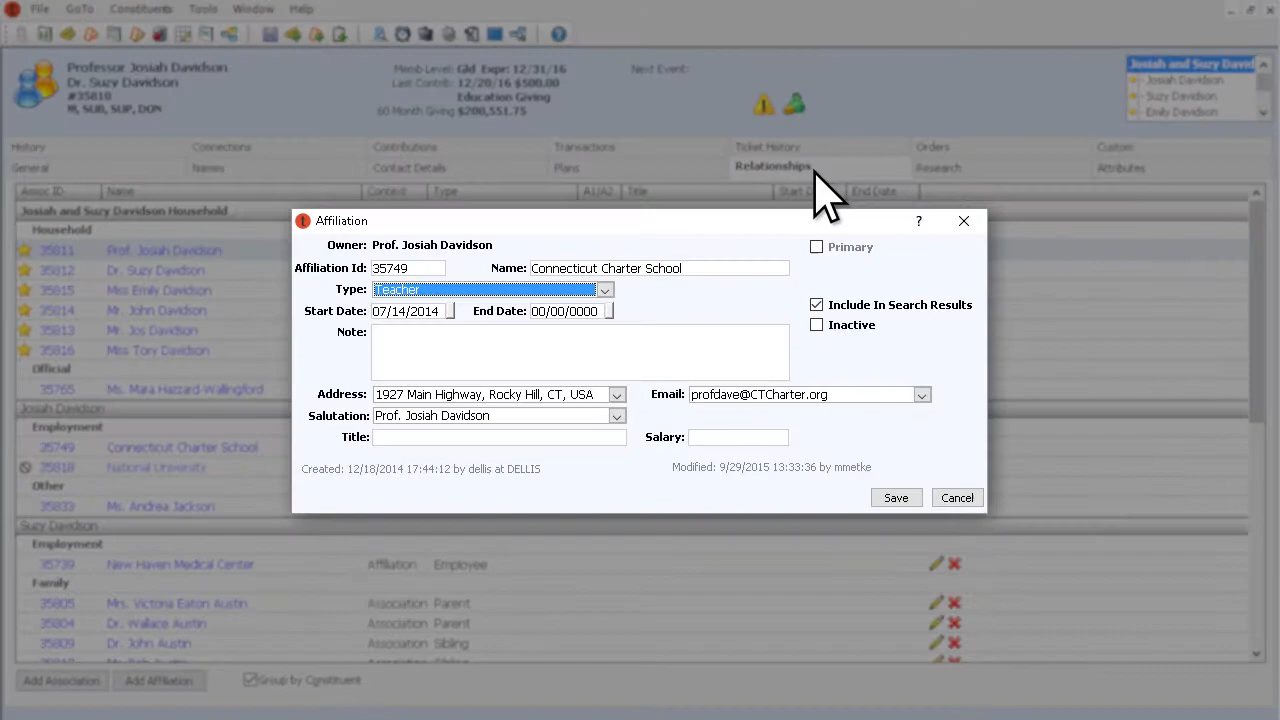 File GoTo Constituents Tools Window Help
Professor Josiah Davidson
Dr. Suzy Davidson
#35810
Memb Level: Gld Expr: 12/31/16
Last Contrib: 12/20/16 $500.00
Education Giving
60 Month Giving $200,551.75
Next Event:
Josiah and Suzy David
Josiah Davidson
Suzy Davidson
Emily Davidson
History Connections Contributions Transactions Ticket History Orders Custom
General Names Contact Details Plans Relationships Research Attributes
Assoc ID Name Context Type A1/A2 Title Start D End Date
Josiah and Suzy Davidson Household
Household
35811 Prof. Josiah Davidson
35812 Dr. Suzy Davidson
35815 Miss Emily Davidson
35814 Mr. John Davidson
35813 Mr. Jos Davidson
35816 Miss Tory Davidson
Official
35765 Ms. Mara Hazzard-Wallingford
Josiah Davidson
Employment
35749 Connecticut Charter School
35818 National University
Other
35833 Ms. Andrea Jackson
Suzy Davidson
Employment
35739 New Haven Medical Center Affiliation Employee
Family
35805 Mrs. Victoria Eaton Austin Association Parent
35804 Dr. Wallace Austin Association Parent
35809 Dr. John Austin Association Sibling
Add Association Add Affiliation Group by Constituent
Affiliation ?
Owner: Prof. Josiah Davidson Primary
Affiliation Id: 35749 Name: Connecticut Charter School
Type: Teacher
Include In Search Results
Start Date: 07/14/2014 End Date: 00/00/0000
Inactive
Note:
Address: 1927 Main Highway, Rocky Hill, CT, USA Email: profdave@CTCharter.org
Salutation: Prof. Josiah Davidson
Title: Salary:
Created: 12/18/2014 17:44:12 by dellis at DELLIS Modified: 9/29/2015 13:33:36 by mmetke
Save Cancel